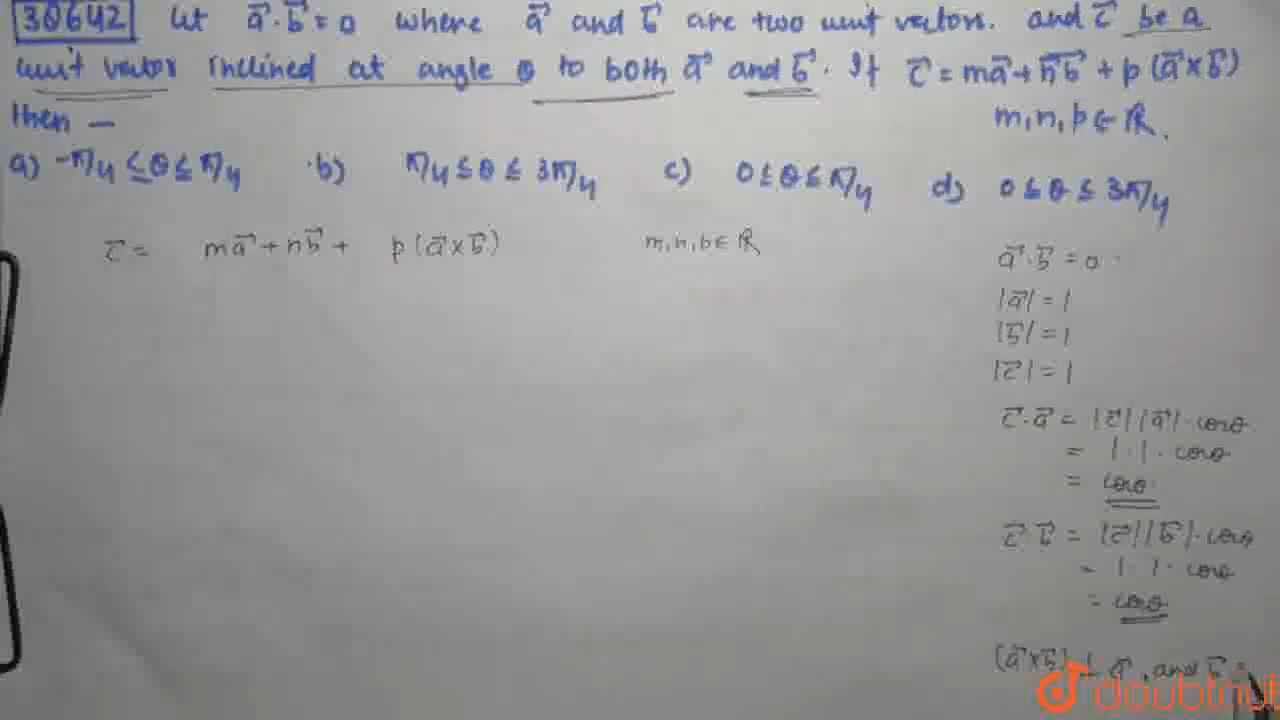 30642 Let a⃗·b⃗=0 where a⃗ and b⃗ are two unit vectors. and c⃗ be a
unit vector inclined at angle θ to both a⃗ and b⃗. If c⃗=ma⃗+nb⃗+p(a⃗×b⃗)
then — m,n,p∈R.
a) -π/4≤θ≤π/4 b) π/4≤θ≤3π/4 c) 0≤θ≤π/4 d) 0≤θ≤3π/4
c⃗= ma⃗+nb⃗+ p(a⃗×b⃗) m,n,p∈R
a⃗·b⃗=0
|a⃗|=1
|b⃗|=1
|c⃗|=1
c⃗·a⃗=|c⃗||a⃗|·cosθ
= 1·1·cosθ
= cosθ
c⃗·b⃗=|c⃗||b⃗|·cosθ
= 1·1·cosθ
= cosθ
(a⃗×b⃗) ⊥ a⃗, and b⃗
doubtnut